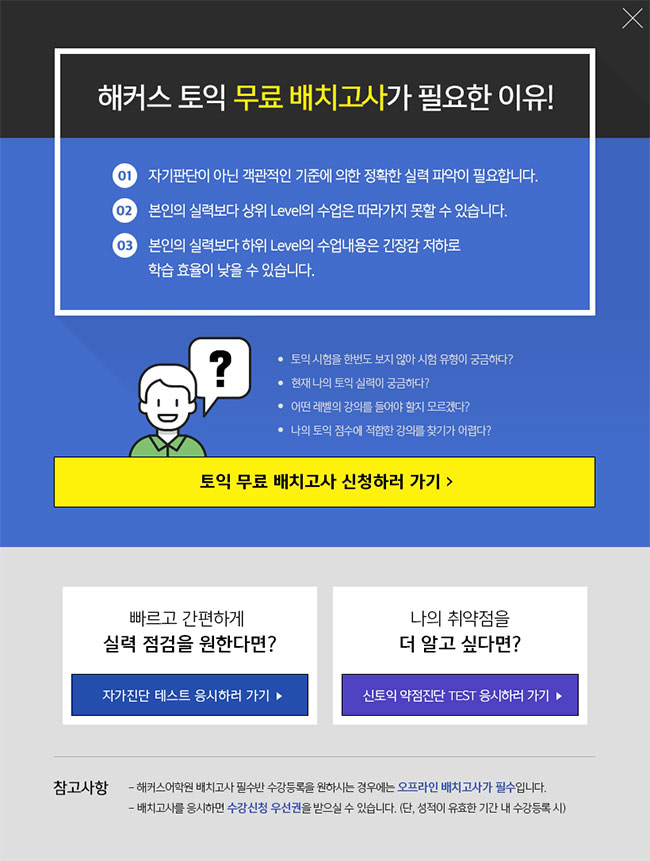 해커스 토익 무료 배치고사가 필요한 이유!
01 자기판단이 아닌 객관적인 기준에 의한 정확한 실력 파악이 필요합니다.
02 본인의 실력보다 상위 Level의 수업은 따라가지 못할 수 있습니다.
03 본인의 실력보다 하위 Level의 수업내용은 긴장감 저하로
학습 효율이 낮을 수 있습니다.
?
• 토익 시험을 한번도 보지 않아 시험 유형이 궁금하다?
• 현재 나의 토익 실력이 궁금하다?
• 어떤 레벨의 강의를 들어야 할지 모르겠다?
• 나의 토익 점수에 적합한 강의를 찾기가 어렵다?
토익 무료 배치고사 신청하러 가기 >
빠르고 간편하게
실력 점검을 원한다면?
자가진단 테스트 응시하러 가기 ▶
나의 취약점을
더 알고 싶다면?
신토익 약점진단 TEST 응시하러 가기 ▶
참고사항
– 해커스어학원 배치고사 필수반 수강등록을 원하시는 경우에는 오프라인 배치고사가 필수입니다.
– 배치고사를 응시하면 수강신청 우선권을 받으실 수 있습니다. (단, 성적이 유효한 기간 내 수강등록 시)